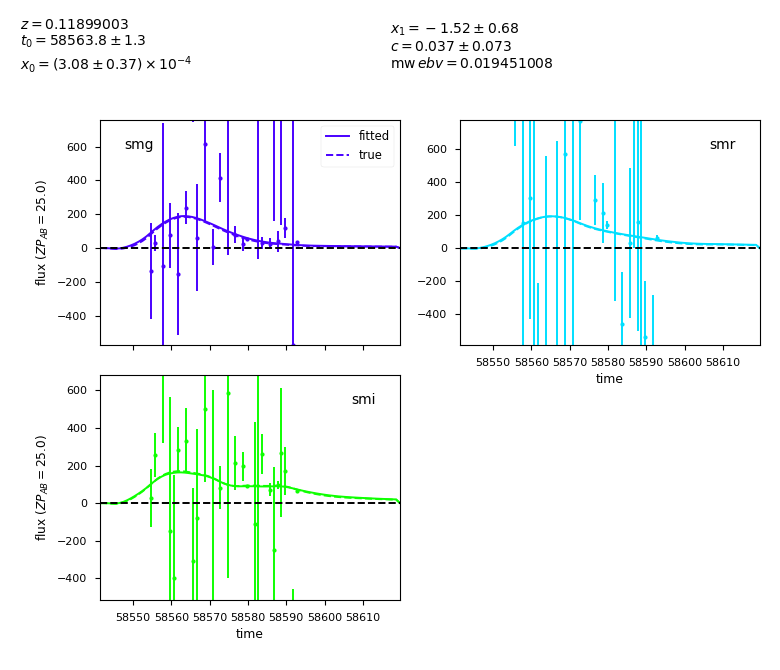 z = 0.11899003
t₀ = 58563.8 ± 1.3
x₀ = (3.08 ± 0.37) × 10⁻⁴
x₁ = −1.52 ± 0.68
c = 0.037 ± 0.073
mw ebv = 0.019451008
smg
fitted
true
600
400
200
0
−200
−400
flux (ZP_AB = 25.0)
smr
600
400
200
0
−200
−400
58550 58560 58570 58580 58590 58600 58610
time
smi
600
400
200
0
−200
−400
flux (ZP_AB = 25.0)
58550 58560 58570 58580 58590 58600 58610
time